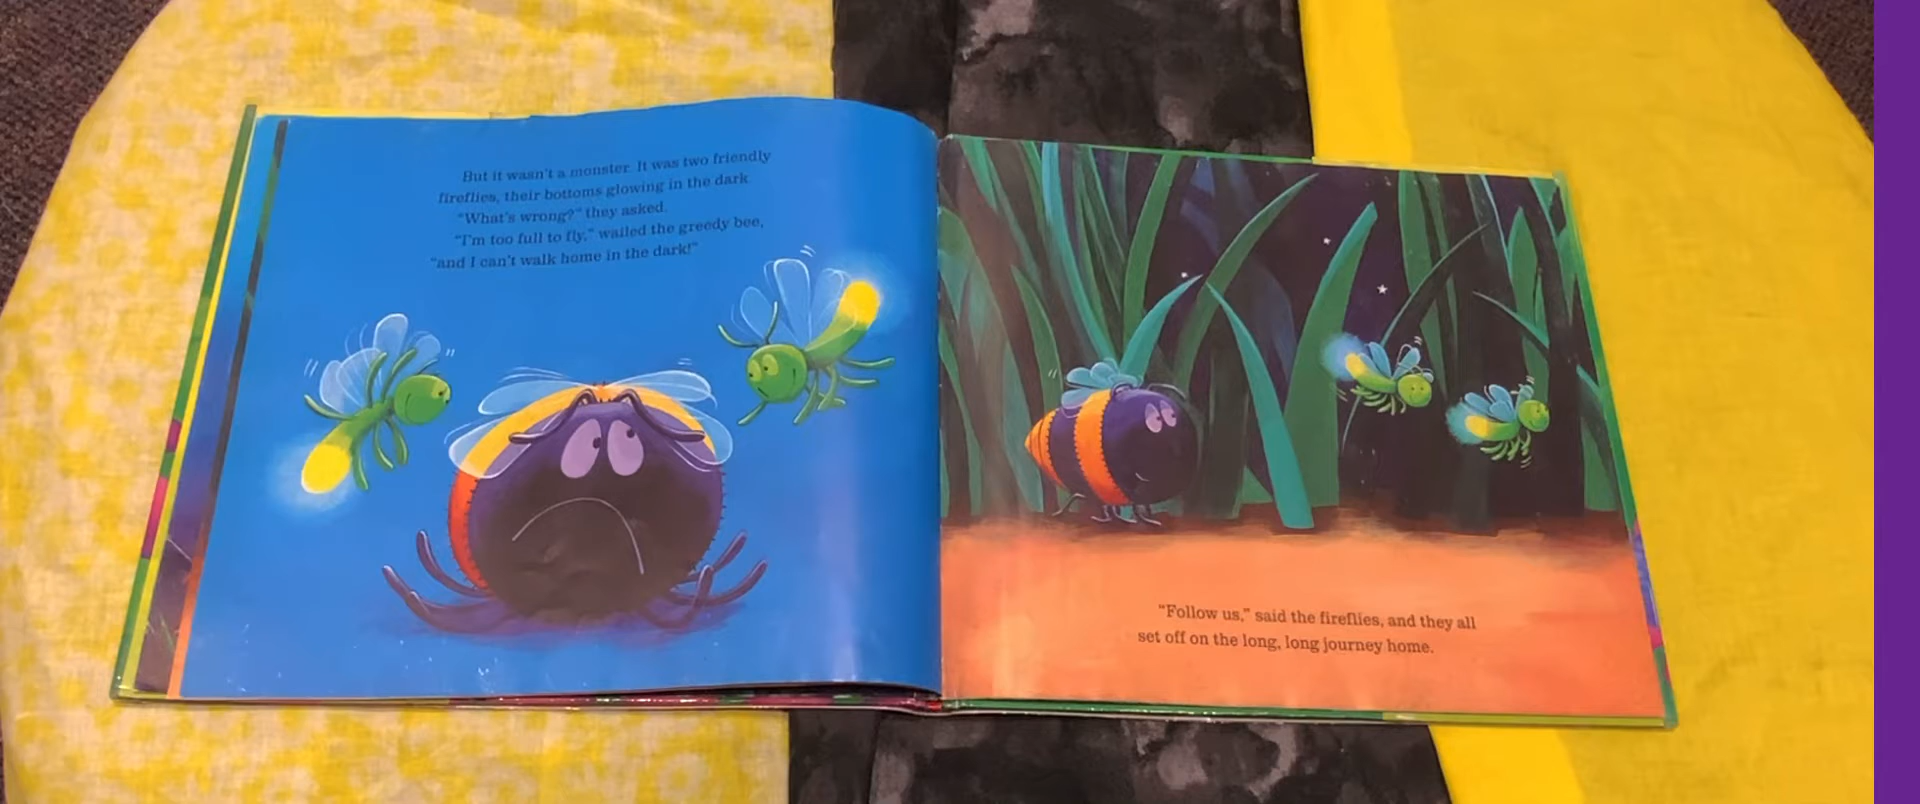 But it wasn't a monster. It was two friendly
fireflies, their bottoms glowing in the dark.
"What's wrong?" they asked.
"I'm too full to fly," wailed the greedy bee,
"and I can't walk home in the dark!"
"Follow us," said the fireflies, and they all
set off on the long, long journey home.